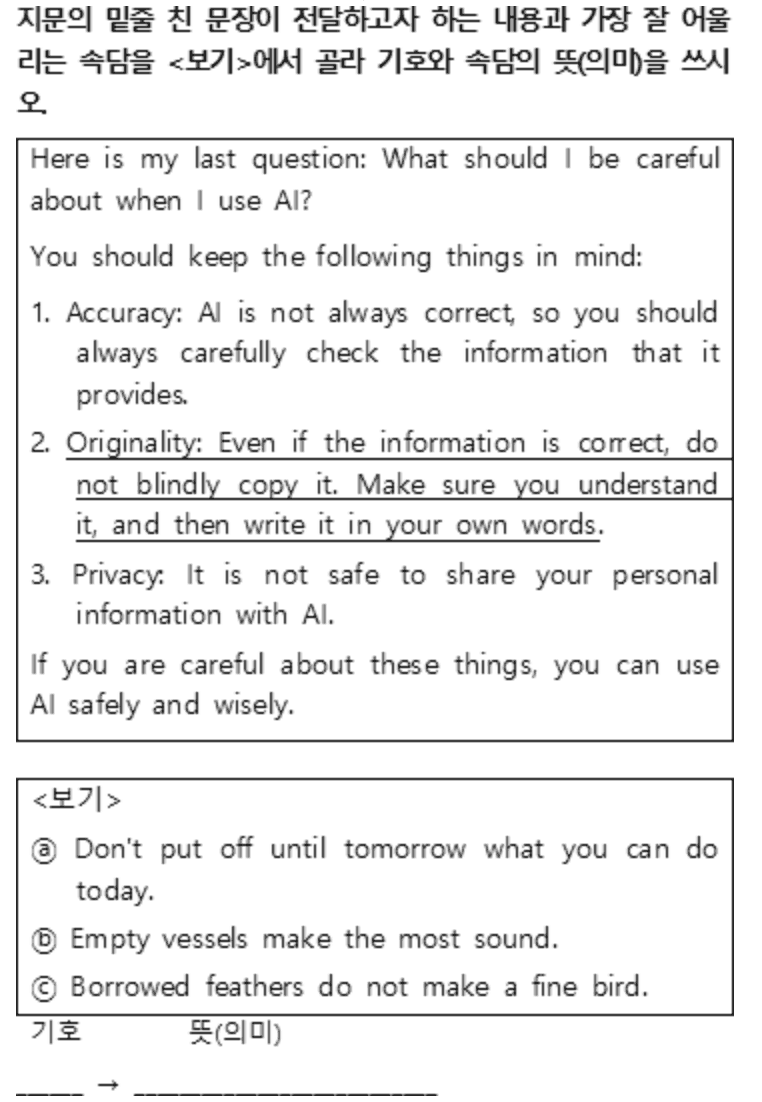 지문의 밑줄 친 문장이 전달하고자 하는 내용과 가장 잘 어울
리는 속담을 <보기>에서 골라 기호와 속담의 뜻(의미)을 쓰시
오.
Here is my last question: What should I be careful
about when I use AI?
You should keep the following things in mind:
1. Accuracy: AI is not always correct, so you should
always carefully check the information that it
provides.
2. Originality: Even if the information is correct, do
not blindly copy it. Make sure you understand
it, and then write it in your own words.
3. Privacy: It is not safe to share your personal
information with AI.
If you are careful about these things, you can use
AI safely and wisely.
<보기>
ⓐ Don't put off until tomorrow what you can do
today.
ⓑ Empty vessels make the most sound.
ⓒ Borrowed feathers do not make a fine bird.
기호 뜻(의미)
______ → __________________________